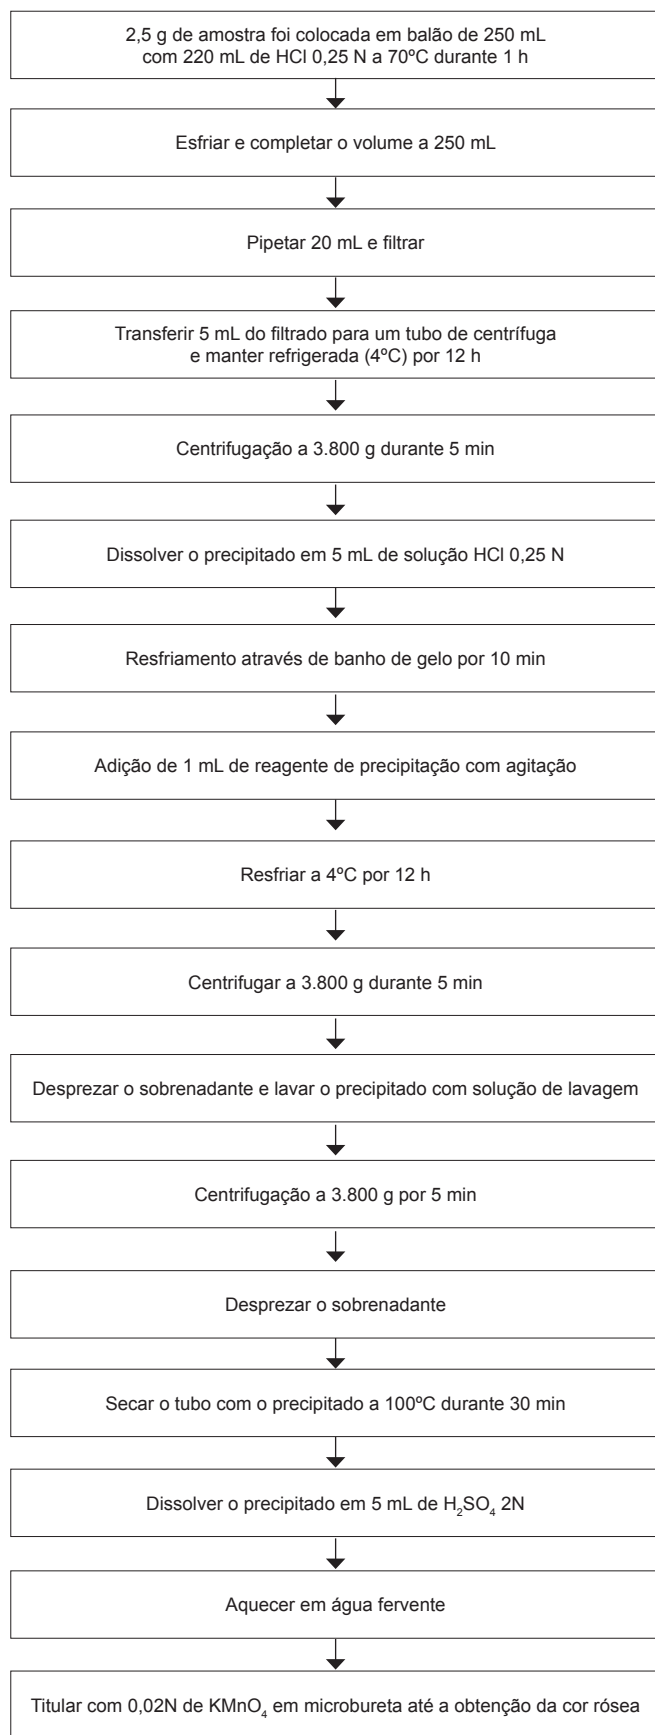 2,5 g de amostra foi colocada em balão de 250 mL
com 220 mL de HCl 0,25 N a 70ºC durante 1 h
Esfriar e completar o volume a 250 mL
Pipetar 20 mL e filtrar
Transferir 5 mL do filtrado para um tubo de centrífuga
e manter refrigerada (4ºC) por 12 h
Centrifugação a 3.800 g durante 5 min
Dissolver o precipitado em 5 mL de solução HCl 0,25 N
Resfriamento através de banho de gelo por 10 min
Adição de 1 mL de reagente de precipitação com agitação
Resfriar a 4ºC por 12 h
Centrifugar a 3.800 g durante 5 min
Desprezar o sobrenadante e lavar o precipitado com solução de lavagem
Centrifugação a 3.800 g por 5 min
Desprezar o sobrenadante
Secar o tubo com o precipitado a 100ºC durante 30 min
Dissolver o precipitado em 5 mL de H₂SO₄ 2N
Aquecer em água fervente
Titular com 0,02N de KMnO₄ em microbureta até a obtenção da cor rósea